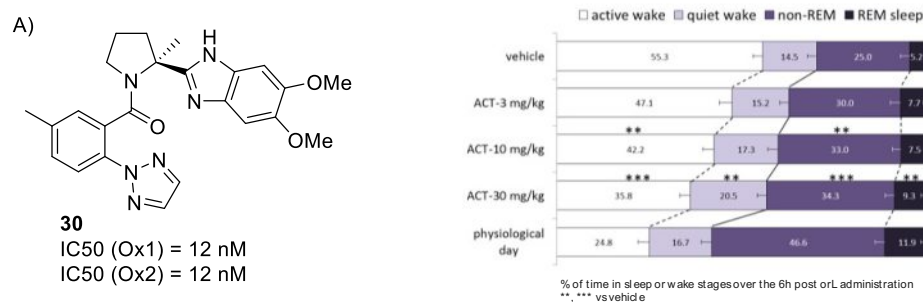 A)
H
N
N
N
O
OMe
OMe
N
N
N
30
IC50 (Ox1) = 12 nM
IC50 (Ox2) = 12 nM
active wake quiet wake non-REM REM sleep
vehicle 55.3 14.5 25.0 5.2
ACT-3 mg/kg 47.1 15.2 30.0 7.7
** **
ACT-10 mg/kg 42.2 17.3 33.0 7.5
*** ** *** **
ACT-30 mg/kg 35.8 20.5 34.3 9.3
physiological
day 24.8 16.7 46.6 11.9
% of time in sleep or wake stages over the 6h post orL administration
**, *** vs vehicle